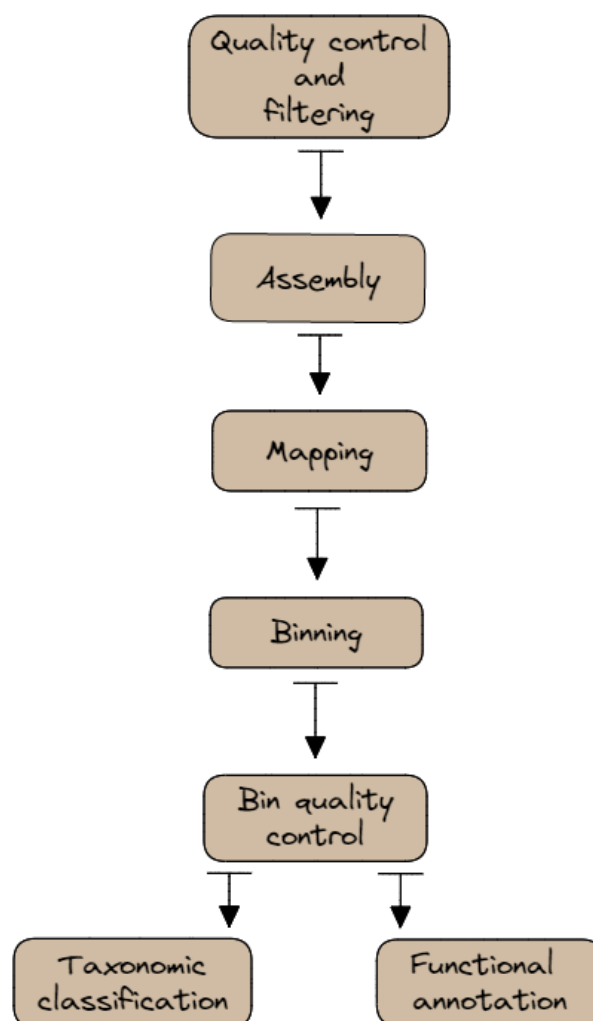 Quality control
and
filtering
Assembly
Mapping
Binning
Bin quality
control
Taxonomic
classification
Functional
annotation